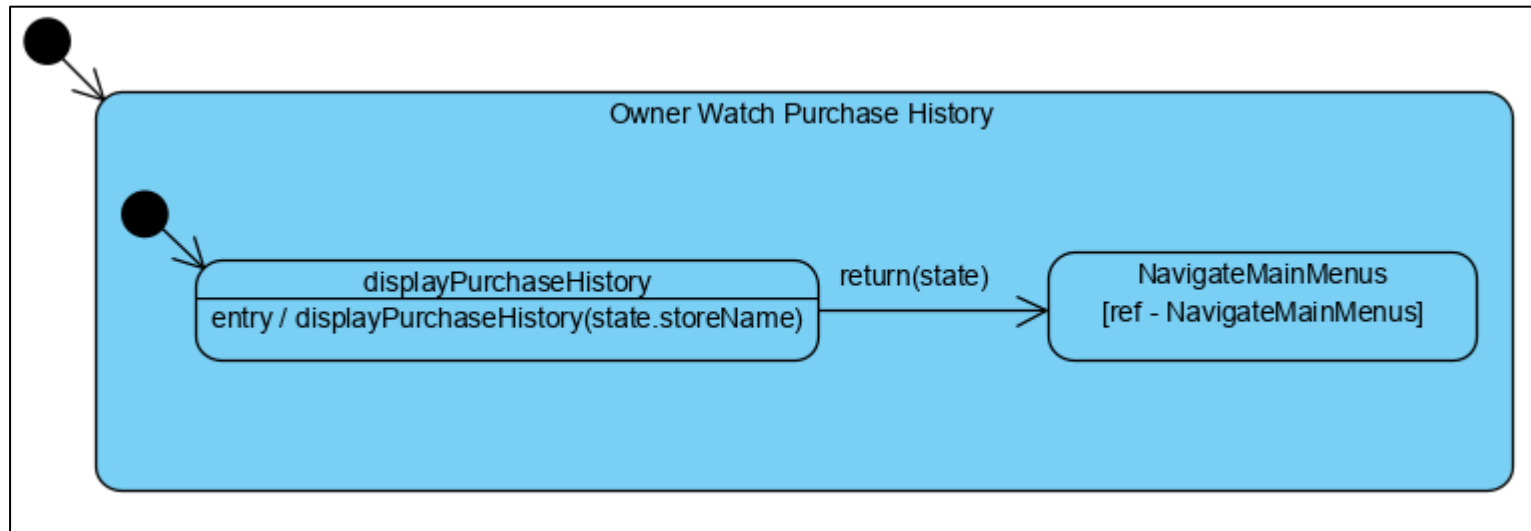 Owner Watch Purchase History
displayPurchaseHistory
entry / displayPurchaseHistory(state.storeName)
return(state)
NavigateMainMenus
[ref - NavigateMainMenus]